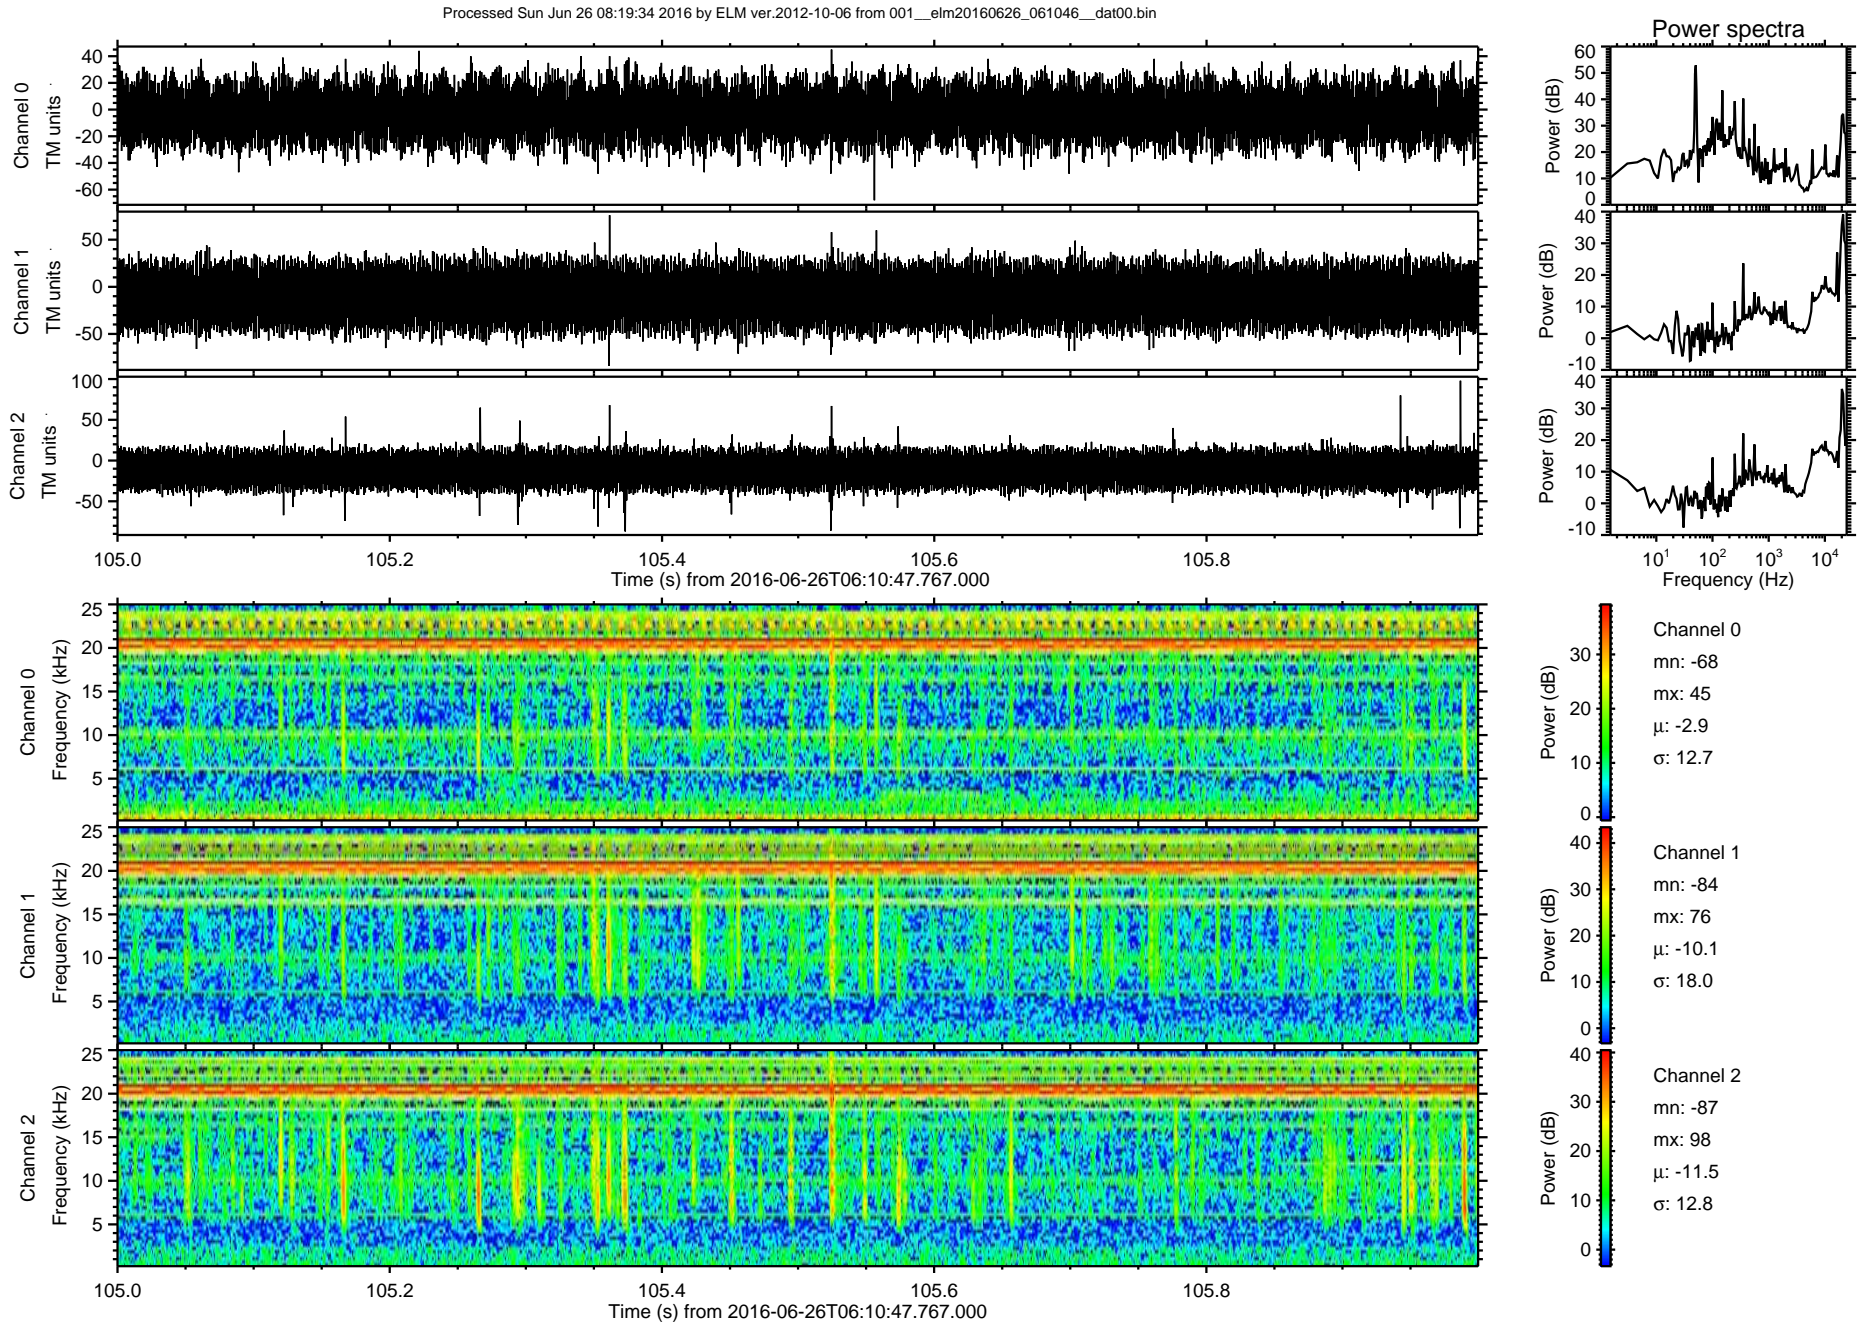 Processed Sun Jun 26 08:19:34 2016 by ELM ver.2012-10-06 from 001__elm20160626_061046__dat00.bin
Power spectra
Channel 0
TM units
40
20
0
-20
-40
-60
Power (dB)
60
50
40
30
20
10
0
Channel 1
TM units
50
0
-50
Power (dB)
40
30
20
10
0
-10
Channel 2
TM units
100
50
0
-50
Power (dB)
40
30
20
10
0
-10
105.0 105.2 105.4 105.6 105.8
Time (s) from 2016-06-26T06:10:47.767.000
10¹ 10² 10³ 10⁴
Frequency (Hz)
Channel 0
Frequency (kHz)
25
20
15
10
5
Power (dB)
30
20
10
0
Channel 0
mn: -68
mx: 45
μ: -2.9
σ: 12.7
Channel 1
Frequency (kHz)
25
20
15
10
5
Power (dB)
40
30
20
10
0
Channel 1
mn: -84
mx: 76
μ: -10.1
σ: 18.0
Channel 2
Frequency (kHz)
25
20
15
10
5
Power (dB)
40
30
20
10
0
Channel 2
mn: -87
mx: 98
μ: -11.5
σ: 12.8
105.0 105.2 105.4 105.6 105.8
Time (s) from 2016-06-26T06:10:47.767.000